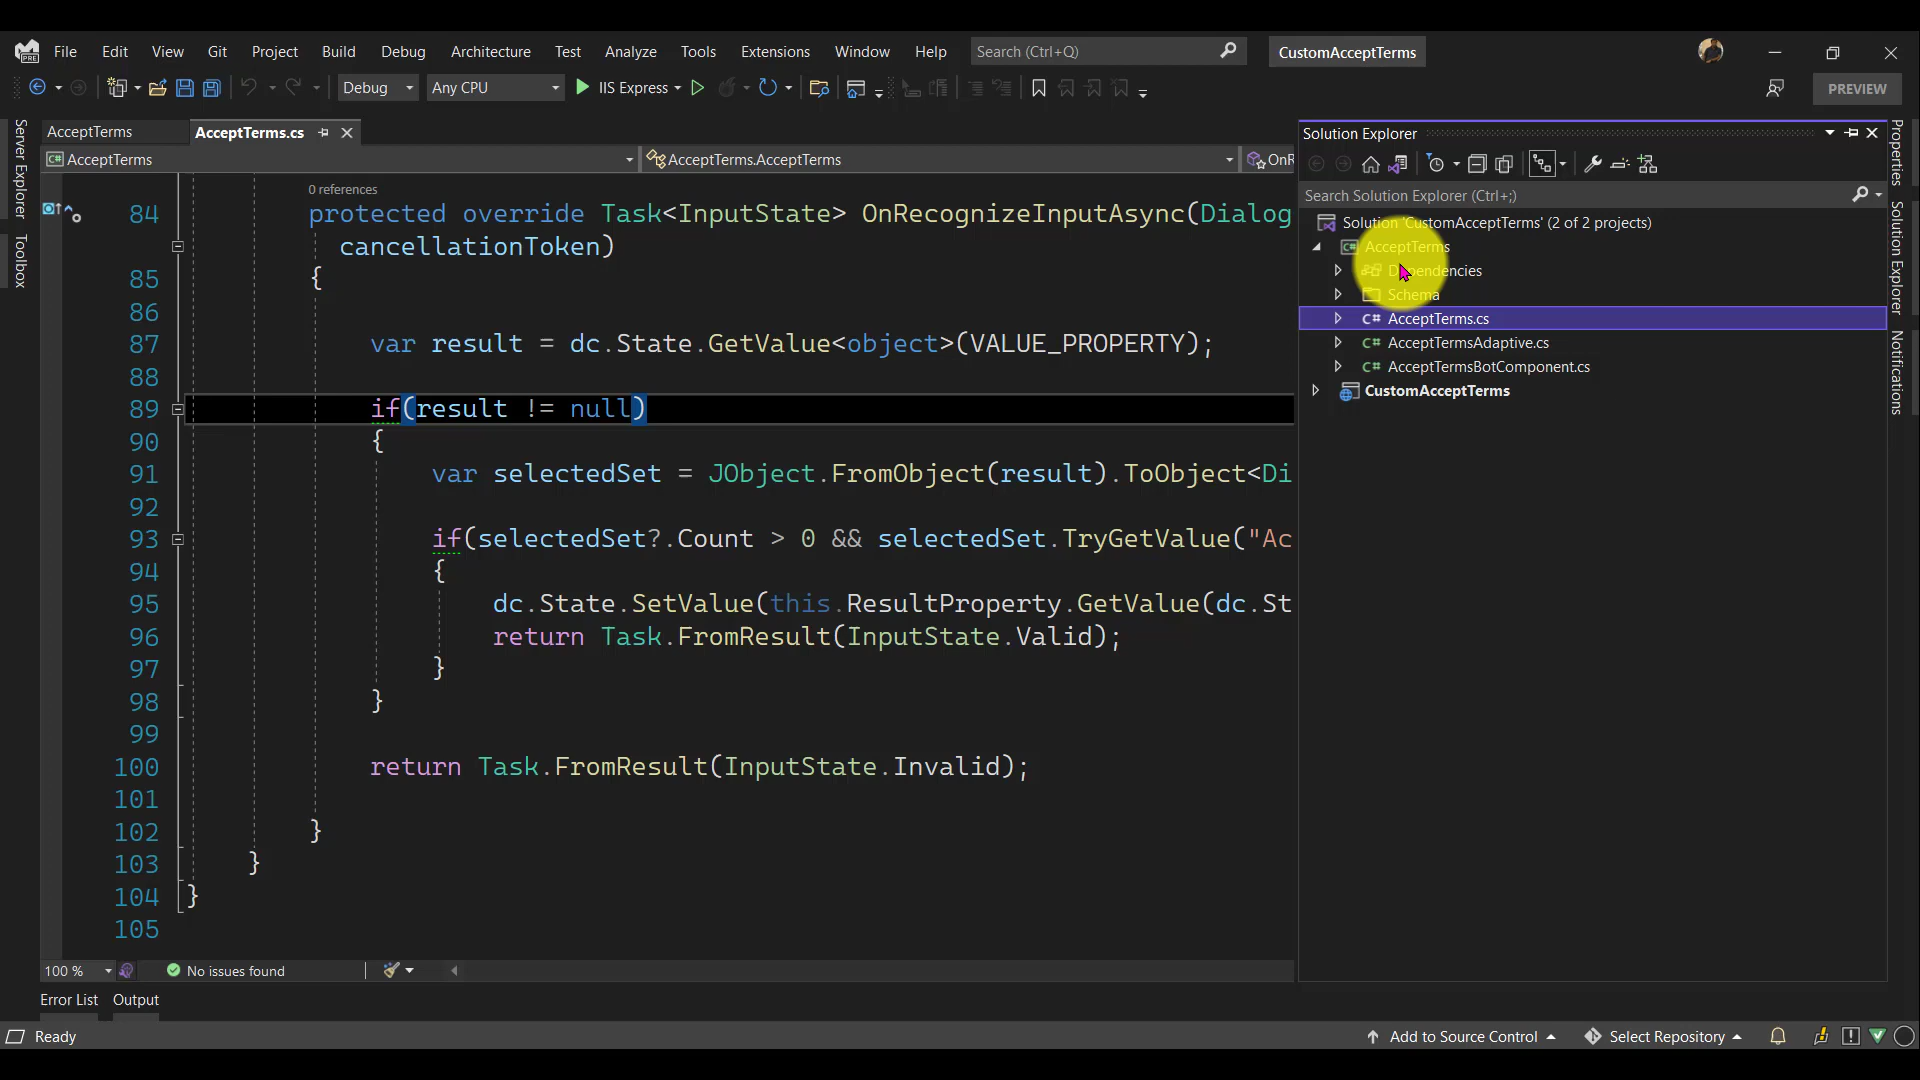 PRE File Edit View Git Project Build Debug Test Architecture Analyze Tools Extensions Window Help Search (Ctrl+Q) CustomAcceptTerms
Debug Any CPU IIS Express PREVIEW
Server Explorer
Toolbox
AcceptTerms AcceptTerms.cs
C# AcceptTerms AcceptTerms.AcceptTerms OnR
0 references
84 protected override Task<InputState> OnRecognizeInputAsync(Dialog
cancellationToken)
85 {
86
87 var result = dc.State.GetValue<object>(VALUE_PROPERTY);
88
89 if(result != null)
90 {
91 var selectedSet = JObject.FromObject(result).ToObject<Di
92
93 if(selectedSet?.Count > 0 && selectedSet.TryGetValue("Ac
94 {
95 dc.State.SetValue(this.ResultProperty.GetValue(dc.St
96 return Task.FromResult(InputState.Valid);
97 }
98 }
99
100 return Task.FromResult(InputState.Invalid);
101
102 }
103 }
104 }
105
100 % No issues found
Solution Explorer
Search Solution Explorer (Ctrl+;)
Solution 'CustomAcceptTerms' (2 of 2 projects)
C# AcceptTerms
Dependencies
Schema
C# AcceptTerms.cs
C# AcceptTermsAdaptive.cs
C# AcceptTermsBotComponent.cs
CustomAcceptTerms
Properties
Solution Explorer
Notifications
Error List Output
Ready Add to Source Control Select Repository